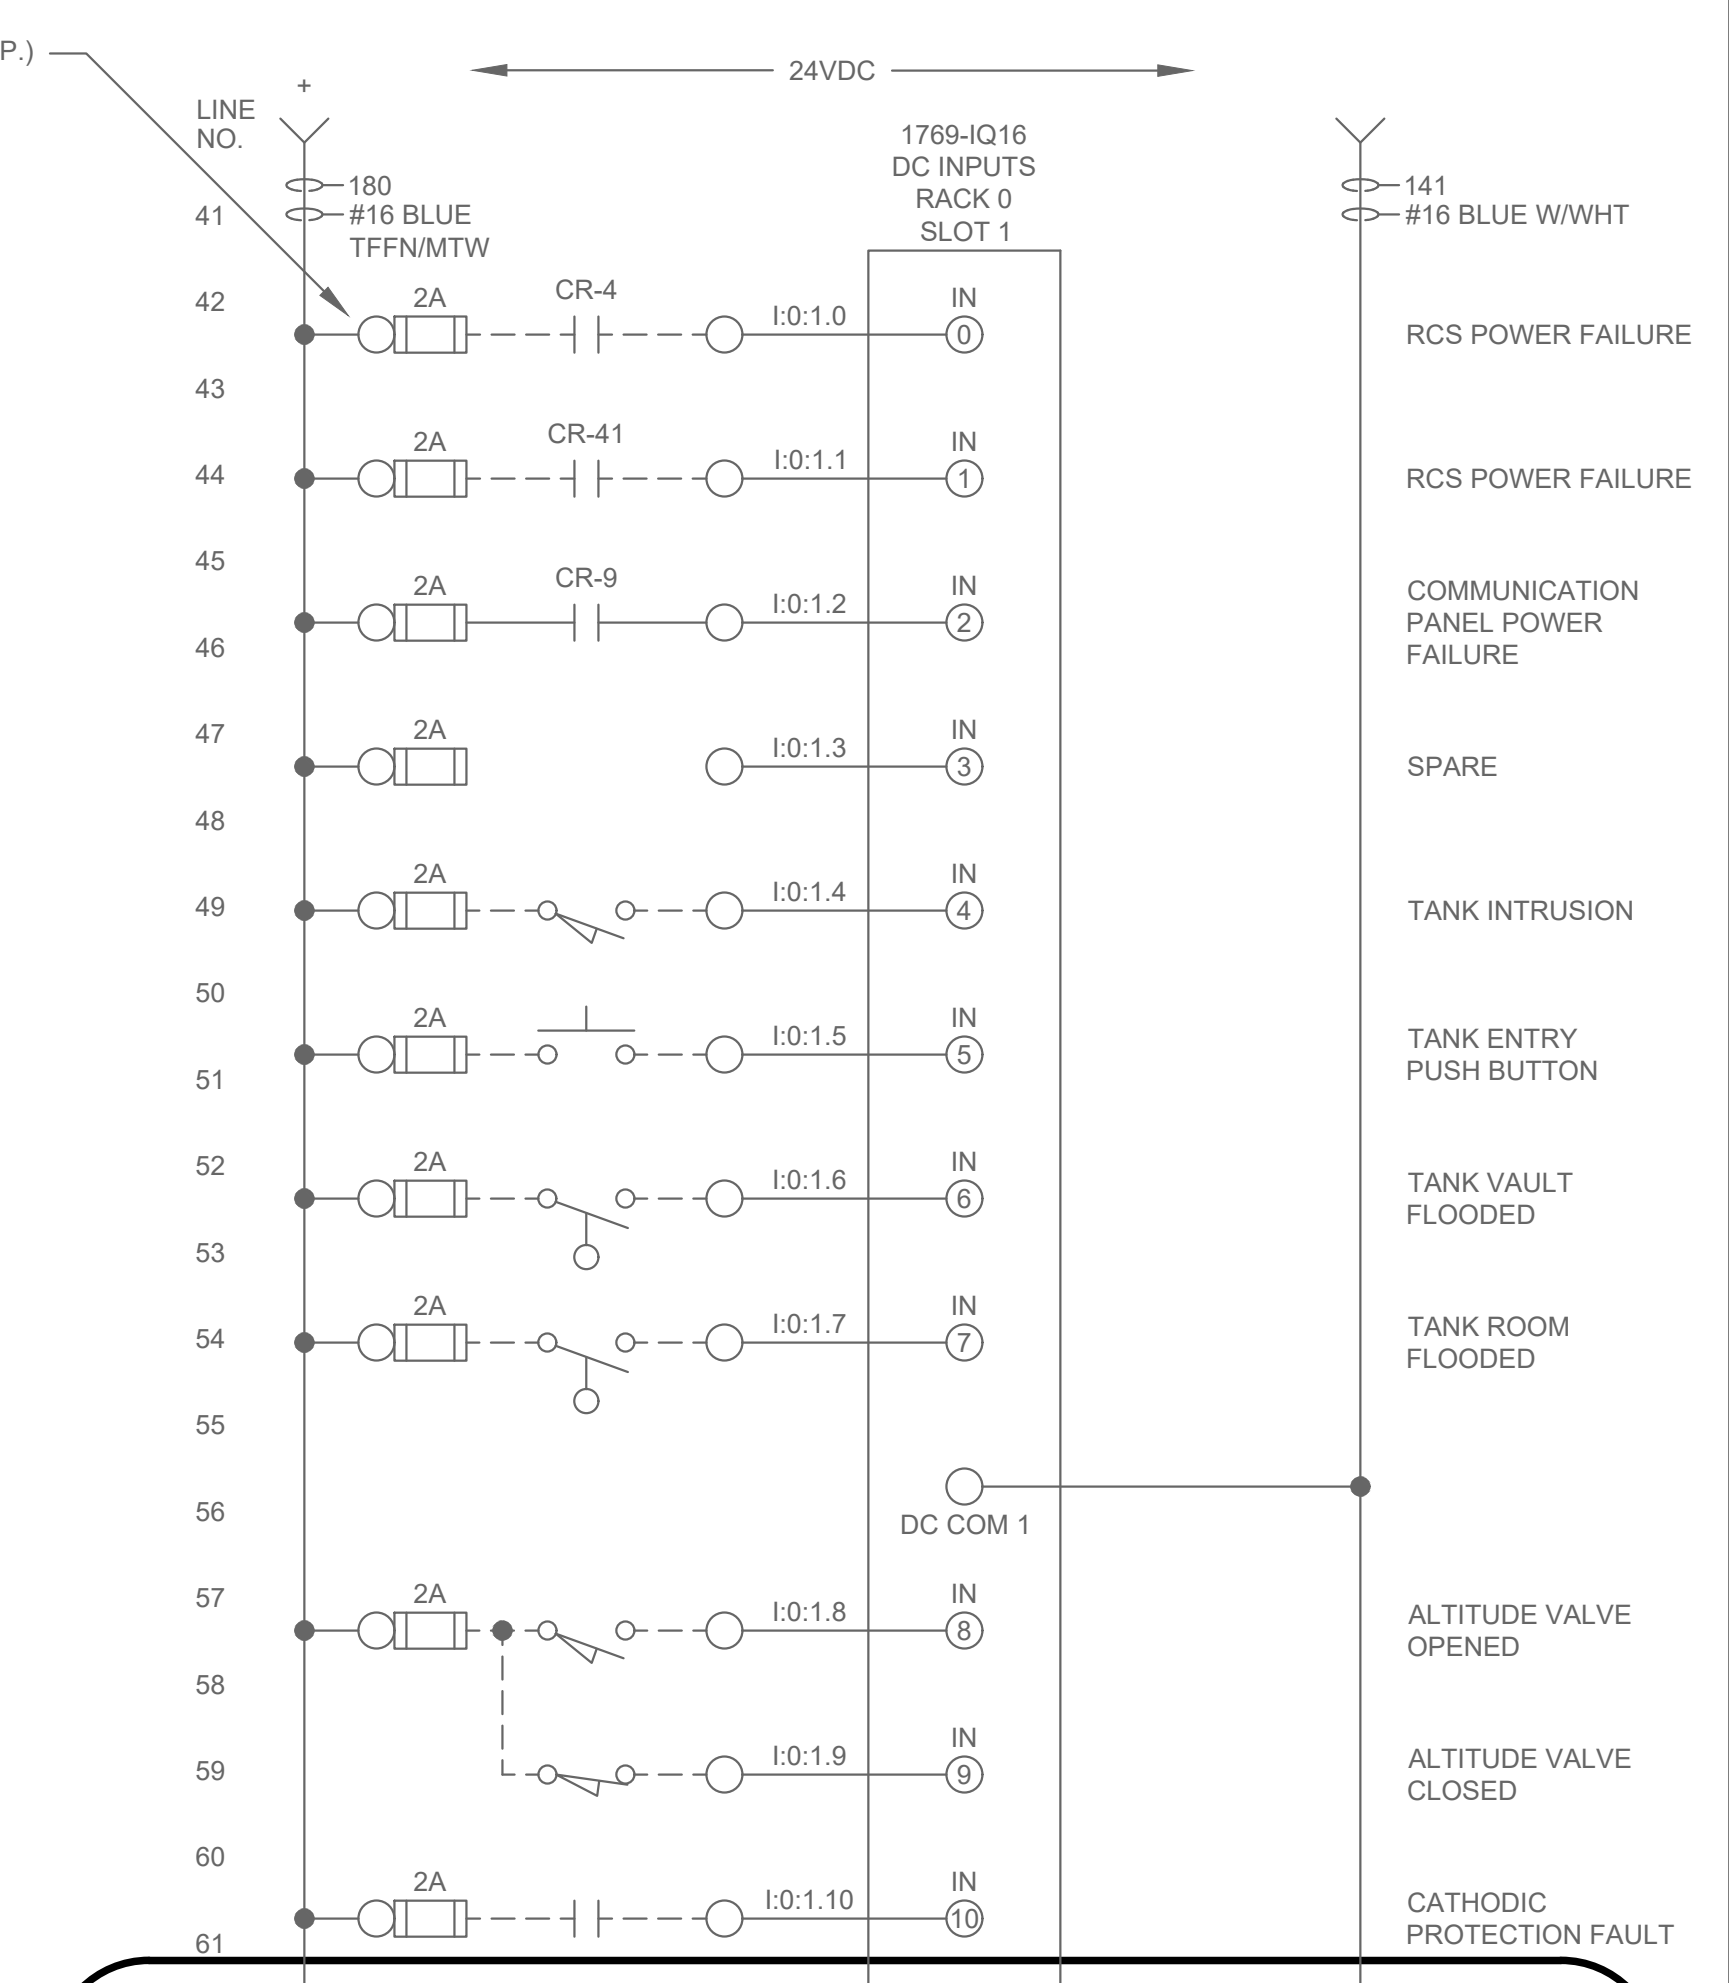 P.)
24VDC
+
LINE
NO.
1769-IQ16
DC INPUTS
RACK 0
SLOT 1
180
#16 BLUE
TFFN/MTW
141
#16 BLUE W/WHT
41
42
2A
CR-4
I:0:1.0
IN
0
RCS POWER FAILURE
43
44
2A
CR-41
I:0:1.1
IN
1
RCS POWER FAILURE
45
2A
CR-9
I:0:1.2
IN
2
COMMUNICATION
PANEL POWER
FAILURE
46
47
2A
I:0:1.3
IN
3
SPARE
48
49
2A
I:0:1.4
IN
4
TANK INTRUSION
50
2A
I:0:1.5
IN
5
TANK ENTRY
PUSH BUTTON
51
52
2A
I:0:1.6
IN
6
TANK VAULT
FLOODED
53
54
2A
I:0:1.7
IN
7
TANK ROOM
FLOODED
55
56
DC COM 1
57
2A
I:0:1.8
IN
8
ALTITUDE VALVE
OPENED
58
59
I:0:1.9
IN
9
ALTITUDE VALVE
CLOSED
60
2A
I:0:1.10
IN
10
CATHODIC
PROTECTION FAULT
61